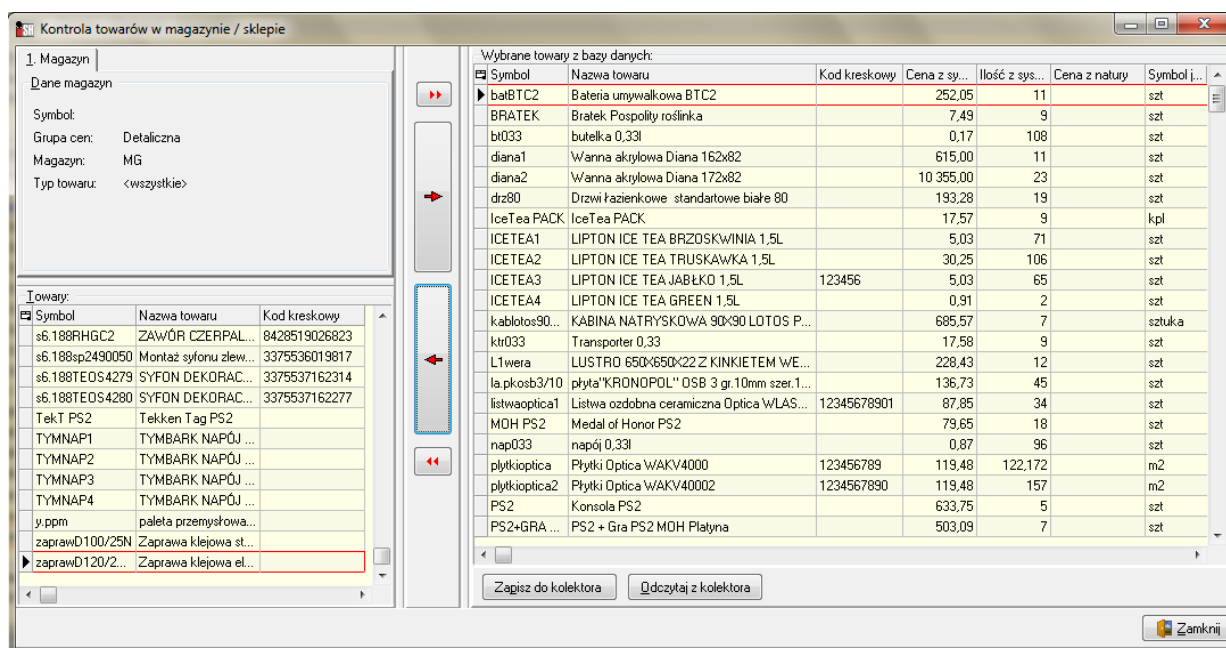 Kontrola towarów w magazynie / sklepie
1. Magazyn
Dane magazyn
Symbol:
Grupa cen: Detaliczna
Magazyn: MG
Typ towaru: <wszystkie>
Towary:
Symbol Nazwa towaru Kod kreskowy
s6.188RHGC2 ZAWÓR CZERPAL... 8428519026823
s6.188sp2490050 Montaż syfonu zlew... 3375536019817
s6.188TEOS4279 SYFON DEKORAC... 3375537162314
s6.188TEOS4280 SYFON DEKORAC... 3375537162277
TekT PS2 Tekken Tag PS2
TYMNAP1 TYMBARK NAPÓJ ...
TYMNAP2 TYMBARK NAPÓJ ...
TYMNAP3 TYMBARK NAPÓJ ...
TYMNAP4 TYMBARK NAPÓJ ...
y.ppm paleta przemysłowa...
zaprawD100/25N Zaprawa klejowa st...
zaprawD120/2... Zaprawa klejowa el...
Wybrane towary z bazy danych:
Symbol Nazwa towaru Kod kreskowy Cena z sy... Ilość z sys... Cena z natury Symbol j...
batBTC2 Bateria umywalkowa BTC2 252,05 11 szt
BRATEK Bratek Pospolity roślinka 7,49 9 szt
bt033 butelka 0,33l 0,17 108 szt
diana1 Wanna akrylowa Diana 162x82 615,00 11 szt
diana2 Wanna akrylowa Diana 172x82 10 355,00 23 szt
drz80 Drzwi łazienkowe standartowe białe 80 193,28 19 szt
IceTea PACK IceTea PACK 17,57 9 kpl
ICETEA1 LIPTON ICE TEA BRZOSKWINIA 1,5L 5,03 71 szt
ICETEA2 LIPTON ICE TEA TRUSKAWKA 1,5L 30,25 106 szt
ICETEA3 LIPTON ICE TEA JABŁKO 1,5L 123456 5,03 65 szt
ICETEA4 LIPTON ICE TEA GREEN 1,5L 0,91 2 szt
kablotos90... KABINA NATRYSKOWA 90X90 LOTOS P... 685,57 7 sztuka
ktr033 Transporter 0,33 17,58 9 szt
L1wera LUSTRO 650X650X22 Z KINKIETEM WE... 228,43 12 szt
la.pkosb3/10 płyta"KRONOPOL" OSB 3 gr.10mm szer.1... 136,73 45 szt
listwaoptica1 Listwa ozdobna ceramiczna Optica WLAS... 12345678901 87,85 34 szt
MOH PS2 Medal of Honor PS2 79,65 18 szt
nap033 napój 0,33l 0,87 96 szt
plytkioptica Płytki Optica WAKV4000 123456789 119,48 122,172 m2
plytkioptica2 Płytki Optica WAKV40002 1234567890 119,48 157 m2
PS2 Konsola PS2 633,75 5 szt
PS2+GRA ... PS2 + Gra PS2 MOH Platyna 503,09 7 szt
Zapisz do kolektora Odczytaj z kolektora
Zamknij